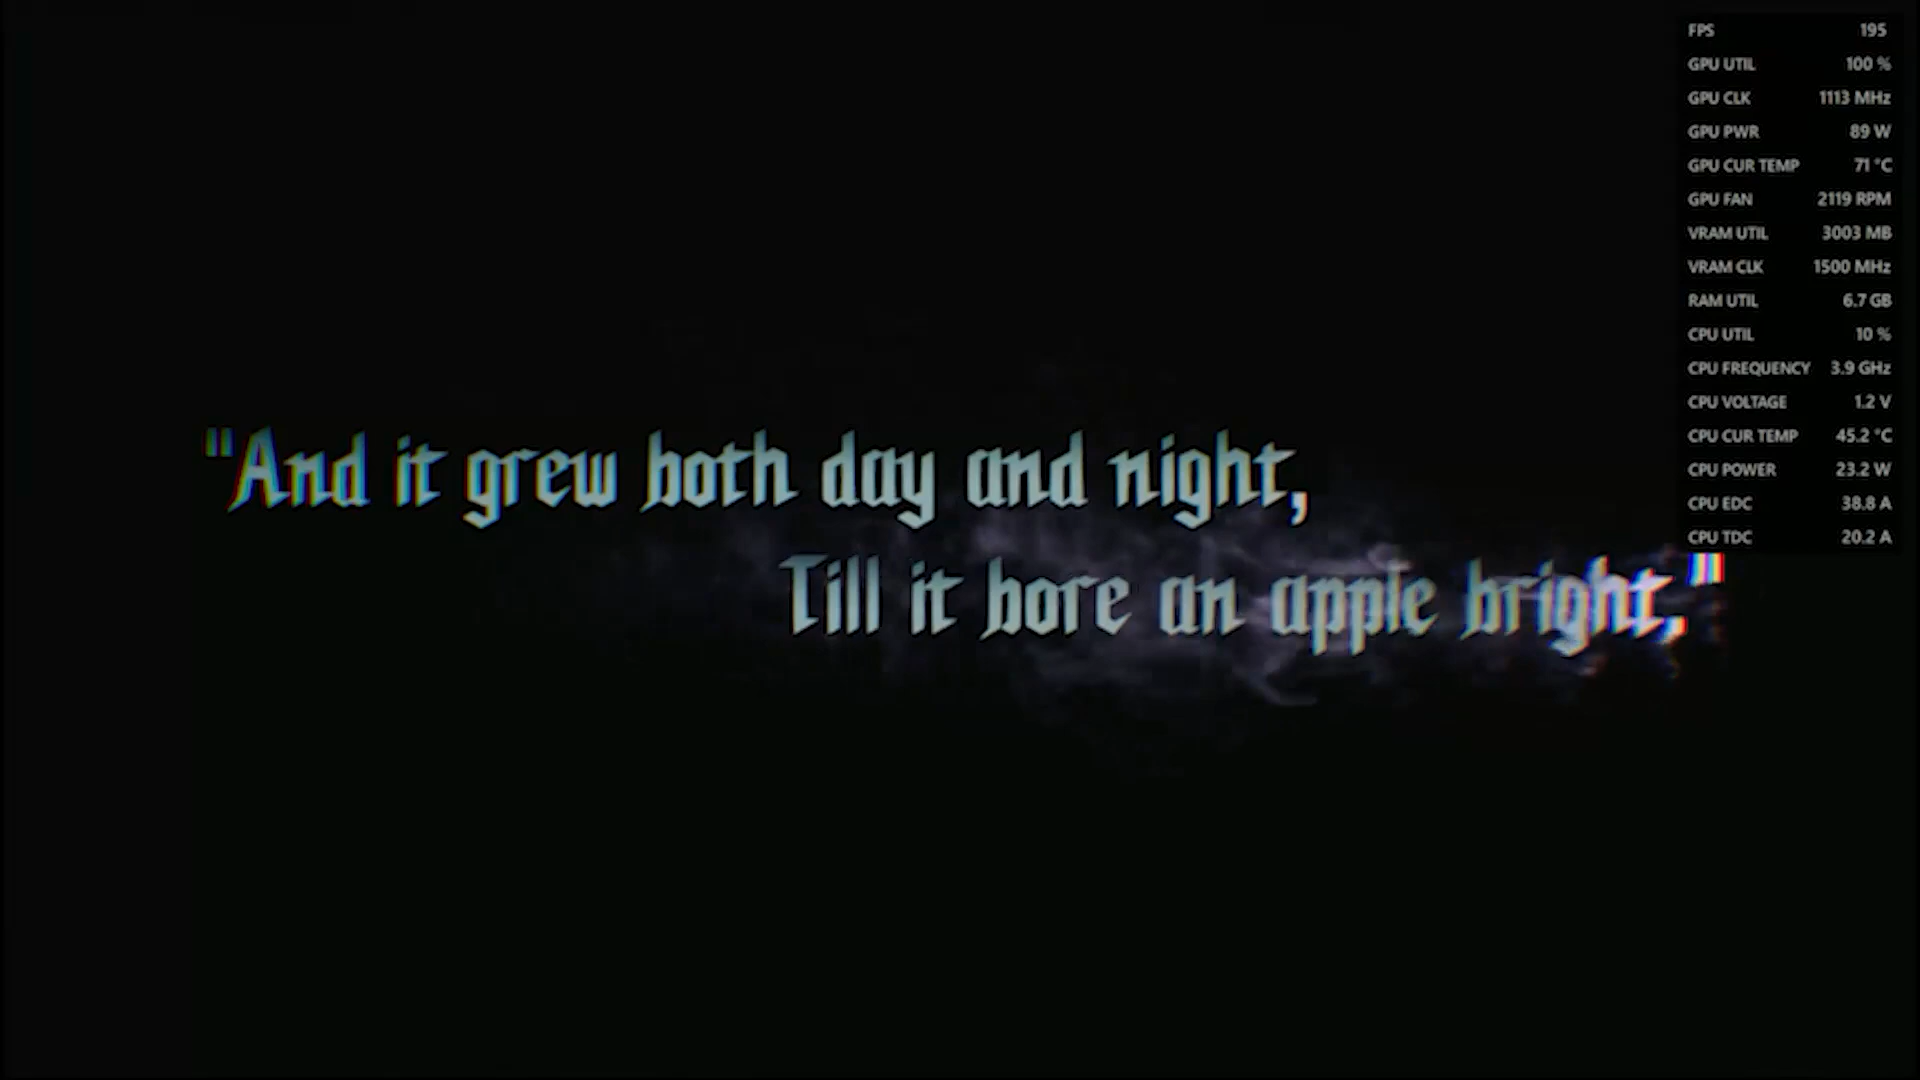 FPS 195
GPU UTIL 100 %
GPU CLK 1113 MHz
GPU PWR 89 W
GPU CUR TEMP 71 °C
GPU FAN 2119 RPM
VRAM UTIL 3003 MB
VRAM CLK 1500 MHz
RAM UTIL 6.7 GB
CPU UTIL 10 %
CPU FREQUENCY 3.9 GHz
CPU VOLTAGE 1.2 V
CPU CUR TEMP 45.2 °C
CPU POWER 23.2 W
CPU EDC 38.8 A
CPU TDC 20.2 A
"And it grew both day and night,
Till it bore an apple bright,"